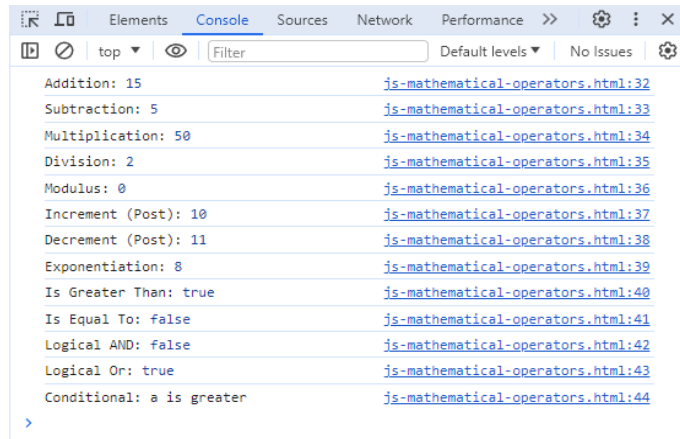 Elements Console Sources Network Performance
top Filter Default levels No Issues
Addition: 15 js-mathematical-operators.html:32
Subtraction: 5 js-mathematical-operators.html:33
Multiplication: 50 js-mathematical-operators.html:34
Division: 2 js-mathematical-operators.html:35
Modulus: 0 js-mathematical-operators.html:36
Increment (Post): 10 js-mathematical-operators.html:37
Decrement (Post): 11 js-mathematical-operators.html:38
Exponentiation: 8 js-mathematical-operators.html:39
Is Greater Than: true js-mathematical-operators.html:40
Is Equal To: false js-mathematical-operators.html:41
Logical AND: false js-mathematical-operators.html:42
Logical Or: true js-mathematical-operators.html:43
Conditional: a is greater js-mathematical-operators.html:44